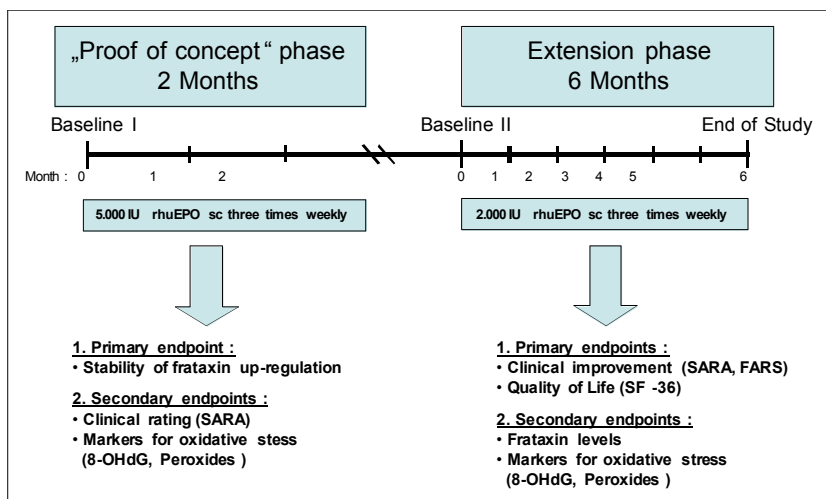 „Proof of concept“ phase
2 Months
Extension phase
6 Months
Baseline I
Baseline II
End of Study
Month : 0 1 2 0 1 2 3 4 5 6
5.000 IU rhuEPO sc three times weekly
2.000 IU rhuEPO sc three times weekly
1. Primary endpoint :
• Stability of frataxin up-regulation
2. Secondary endpoints :
• Clinical rating (SARA)
• Markers for oxidative stess
(8-OHdG, Peroxides )
1. Primary endpoints :
• Clinical improvement (SARA, FARS)
• Quality of Life (SF -36)
2. Secondary endpoints :
• Frataxin levels
• Markers for oxidative stress
(8-OHdG, Peroxides )